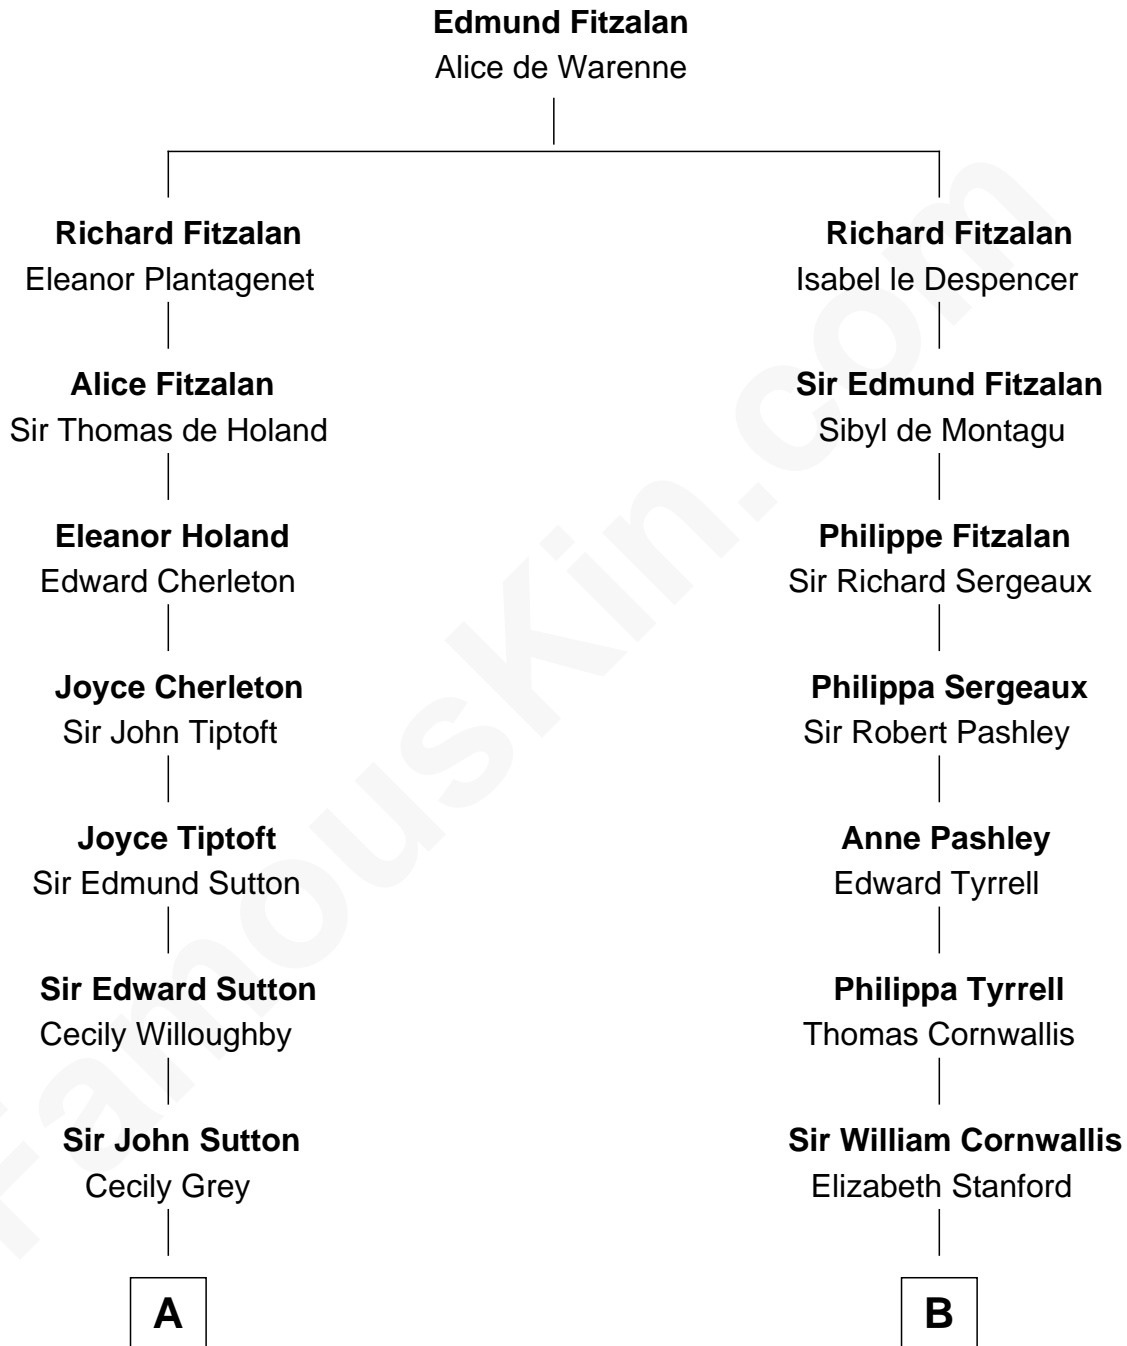 Edmund Fitzalan
Alice de Warenne
Richard Fitzalan
Eleanor Plantagenet
Richard Fitzalan
Isabel le Despencer
Alice Fitzalan
Sir Thomas de Holand
Sir Edmund Fitzalan
Sibyl de Montagu
Eleanor Holand
Edward Cherleton
Philippe Fitzalan
Sir Richard Sergeaux
Joyce Cherleton
Sir John Tiptoft
Philippa Sergeaux
Sir Robert Pashley
Joyce Tiptoft
Sir Edmund Sutton
Anne Pashley
Edward Tyrrell
Sir Edward Sutton
Cecily Willoughby
Philippa Tyrrell
Thomas Cornwallis
Sir John Sutton
Cecily Grey
Sir William Cornwallis
Elizabeth Stanford
A
B
FamousKin.com